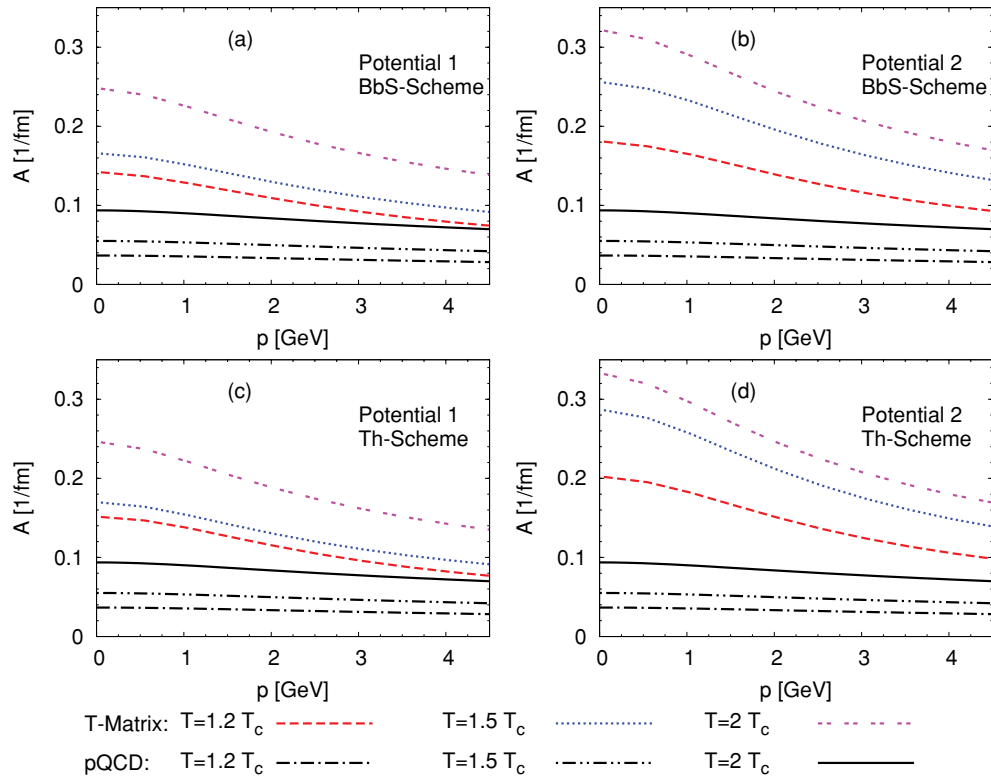 (a)
Potential 1
BbS-Scheme
A [1/fm]
0.3
0.2
0.1
0
0 1 2 3 4
p [GeV]
(b)
Potential 2
BbS-Scheme
A [1/fm]
0.3
0.2
0.1
0
0 1 2 3 4
p [GeV]
(c)
Potential 1
Th-Scheme
A [1/fm]
0.3
0.2
0.1
0
0 1 2 3 4
p [GeV]
(d)
Potential 2
Th-Scheme
A [1/fm]
0.3
0.2
0.1
0
0 1 2 3 4
p [GeV]
T-Matrix: T=1.2 T_c T=1.5 T_c T=2 T_c
pQCD: T=1.2 T_c T=1.5 T_c T=2 T_c